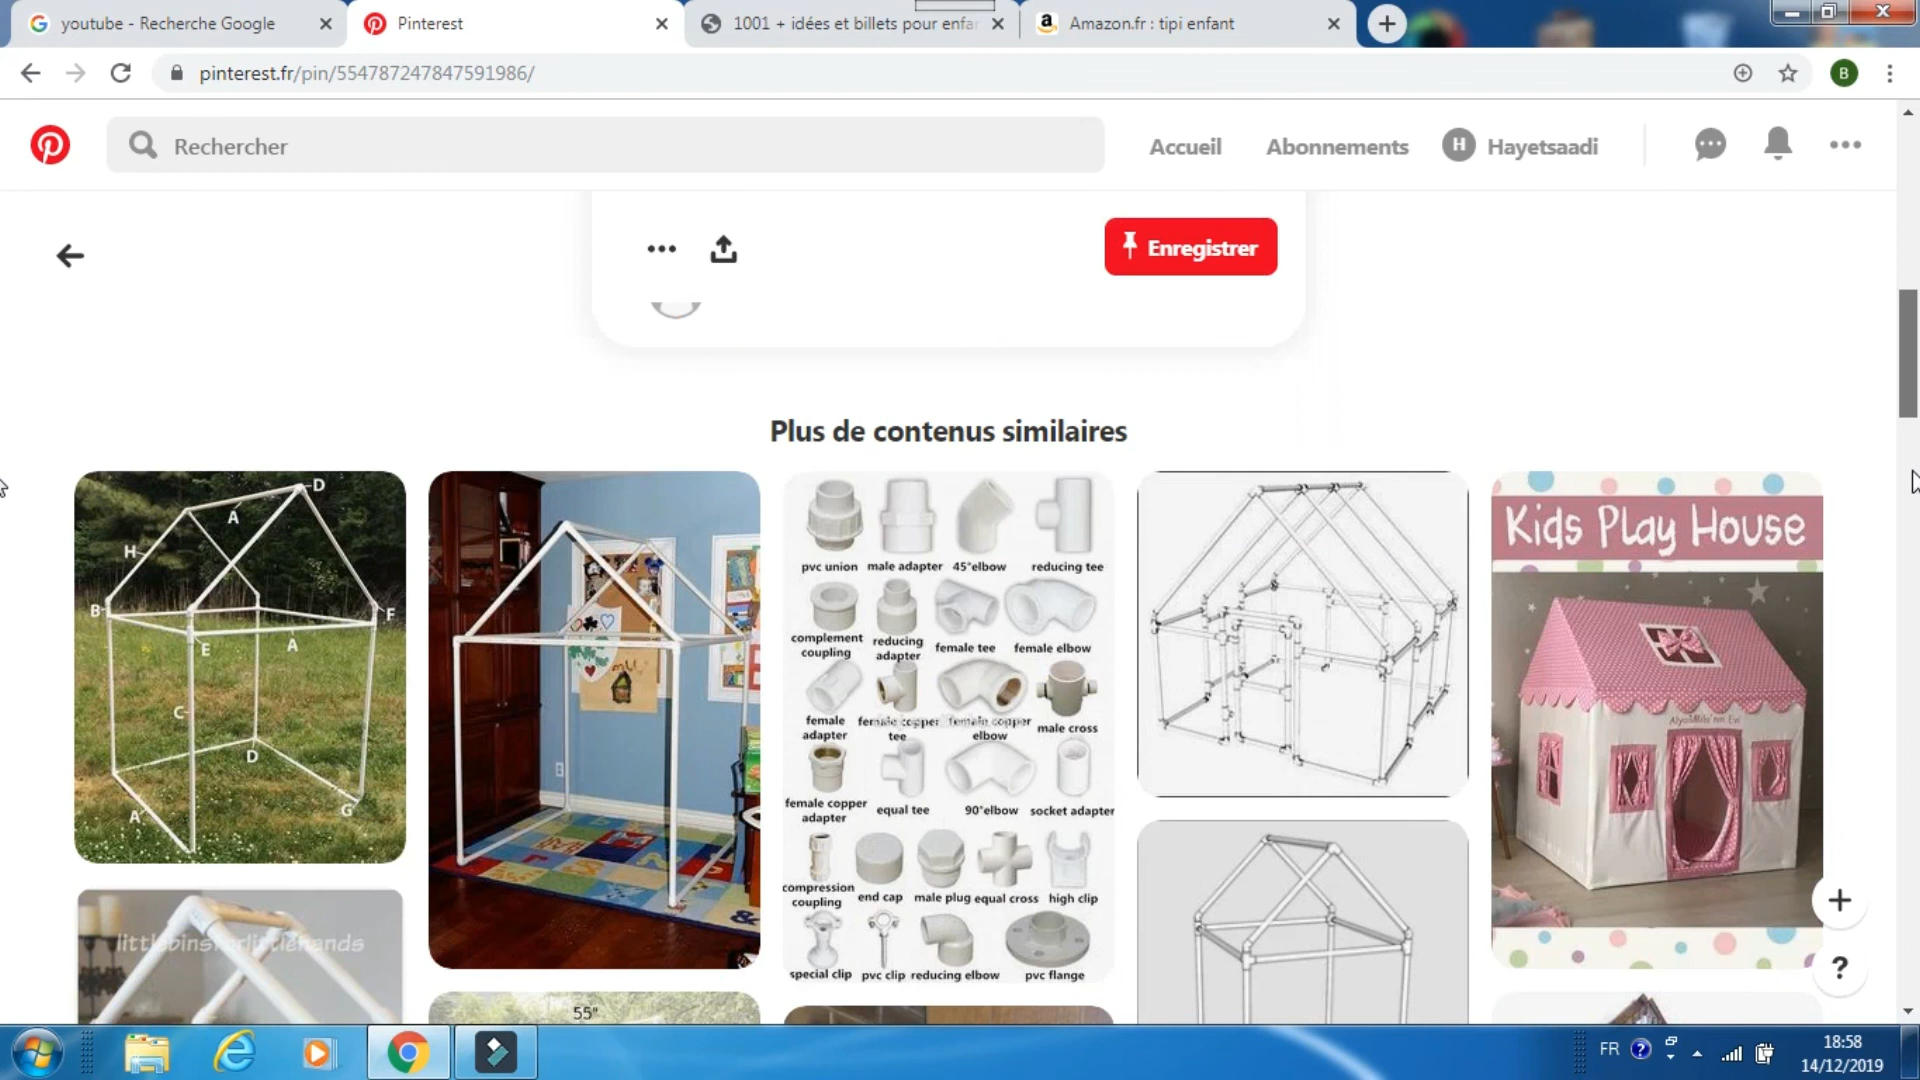 youtube - Recherche Google
Pinterest
1001 + idées et billets pour enfa
Amazon.fr : tipi enfant
pinterest.fr/pin/554787247847591986/
B
Rechercher
Accueil
Abonnements
H
Hayetsaadi
Enregistrer
Plus de contenus similaires
D
A
H
B
F
E
A
C
D
A
G
pvc union
male adapter
45°elbow
reducing tee
complement coupling
reducing adapter
female tee
female elbow
female adapter
female copper tee
female copper elbow
male cross
female copper adapter
equal tee
90°elbow
socket adapter
compression coupling
end cap
male plug
equal cross
high clip
special clip
pvc clip
reducing elbow
pvc flange
Kids Play House
littlebinsforlittlehands
55"
?
FR
18:58
14/12/2019